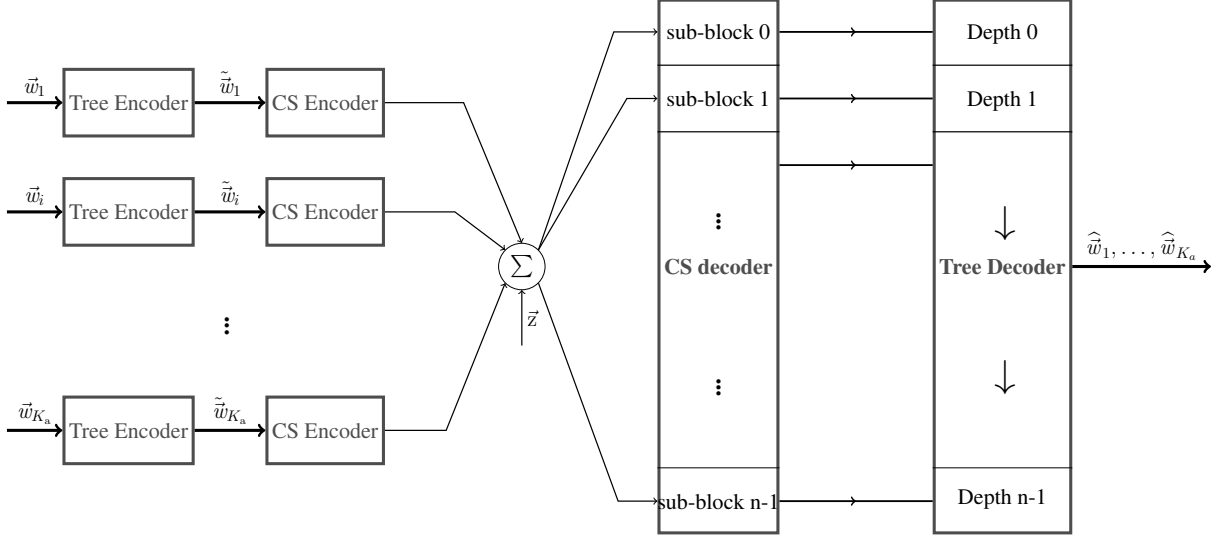 sub-block 0 Depth 0
w⃗₁ Tree Encoder w̃⃗₁ CS Encoder sub-block 1 Depth 1
w⃗ᵢ Tree Encoder w̃⃗ᵢ CS Encoder
⋮ ↓
∑ CS decoder Tree Decoder ŵ⃗₁, . . . , ŵ⃗_{Kₐ}
⋮ z⃗
⋮ ↓
w⃗_{Kₐ} Tree Encoder w̃⃗_{Kₐ} CS Encoder
sub-block n-1 Depth n-1